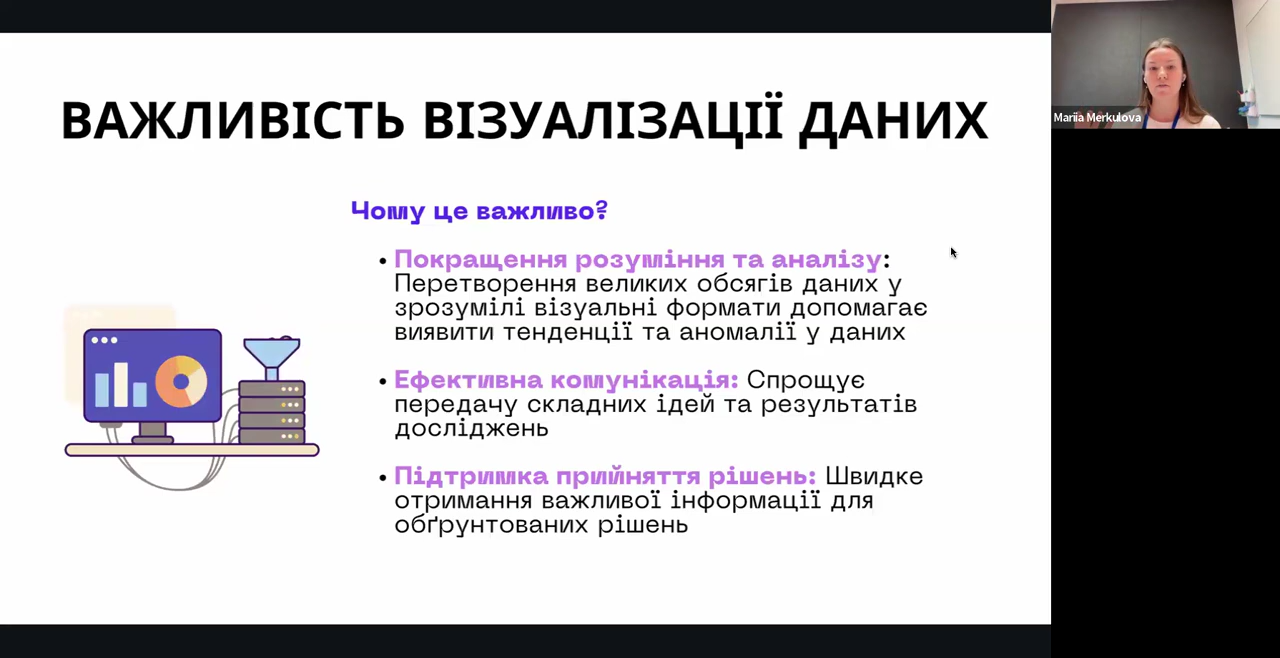 ВАЖЛИВІСТЬ ВІЗУАЛІЗАЦІЇ ДАНИХ
Чому це важливо?
• Покращення розуміння та аналізу:
Перетворення великих обсягів даних у
зрозумілі візуальні формати допомагає
виявити тенденції та аномалії у даних
• Ефективна комунікація: Спрощує
передачу складних ідей та результатів
досліджень
• Підтримка прийняття рішень: Швидке
отримання важливої інформації для
обґрунтованих рішень
Mariia Merkulova